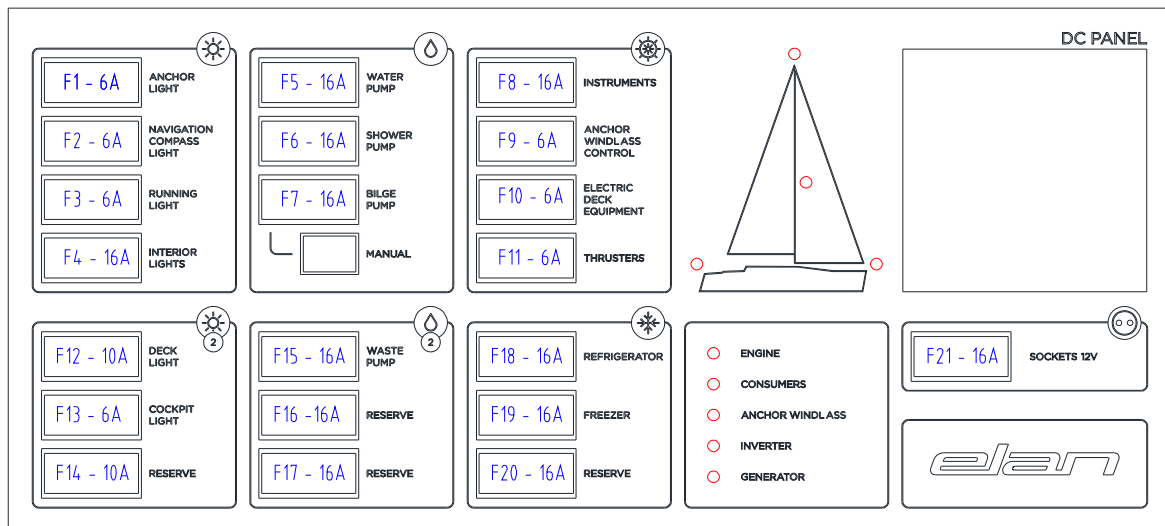 DC PANEL
F1 - 6A
ANCHOR
LIGHT
F2 - 6A
NAVIGATION
COMPASS
LIGHT
F3 - 6A
RUNNING
LIGHT
F4 - 16A
INTERIOR
LIGHTS
F5 - 16A
WATER
PUMP
F6 - 16A
SHOWER
PUMP
F7 - 16A
BILGE
PUMP
MANUAL
F8 - 16A
INSTRUMENTS
F9 - 6A
ANCHOR
WINDLASS
CONTROL
F10 - 6A
ELECTRIC
DECK
EQUIPMENT
F11 - 6A
THRUSTERS
2
F12 - 10A
DECK
LIGHT
F13 - 6A
COCKPIT
LIGHT
F14 - 10A
RESERVE
2
F15 - 16A
WASTE
PUMP
F16 -16A
RESERVE
F17 - 16A
RESERVE
F18 - 16A
REFRIGERATOR
F19 - 16A
FREEZER
F20 - 16A
RESERVE
ENGINE
CONSUMERS
ANCHOR WINDLASS
INVERTER
GENERATOR
F21 - 16A
SOCKETS 12V
elan